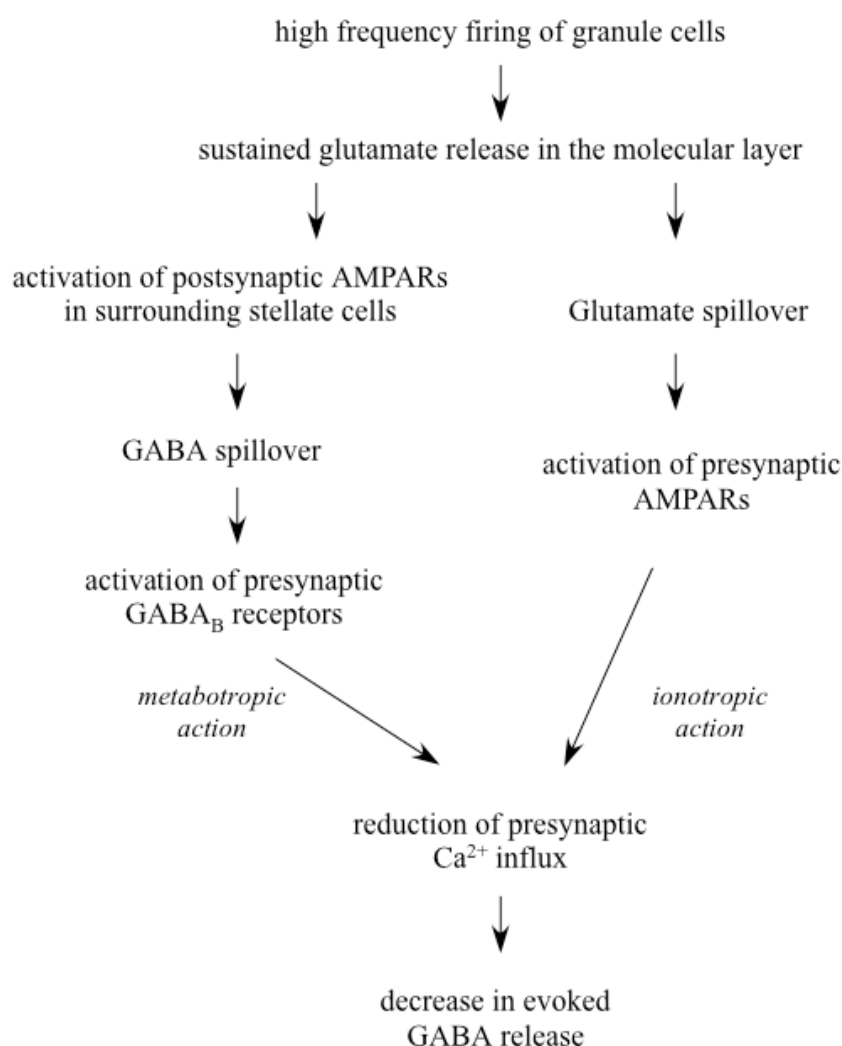 high frequency firing of granule cells
sustained glutamate release in the molecular layer
activation of postsynaptic AMPARs
in surrounding stellate cells
Glutamate spillover
GABA spillover
activation of presynaptic
AMPARs
activation of presynaptic
GABA_B receptors
metabotropic
action
ionotropic
action
reduction of presynaptic
Ca²⁺ influx
decrease in evoked
GABA release